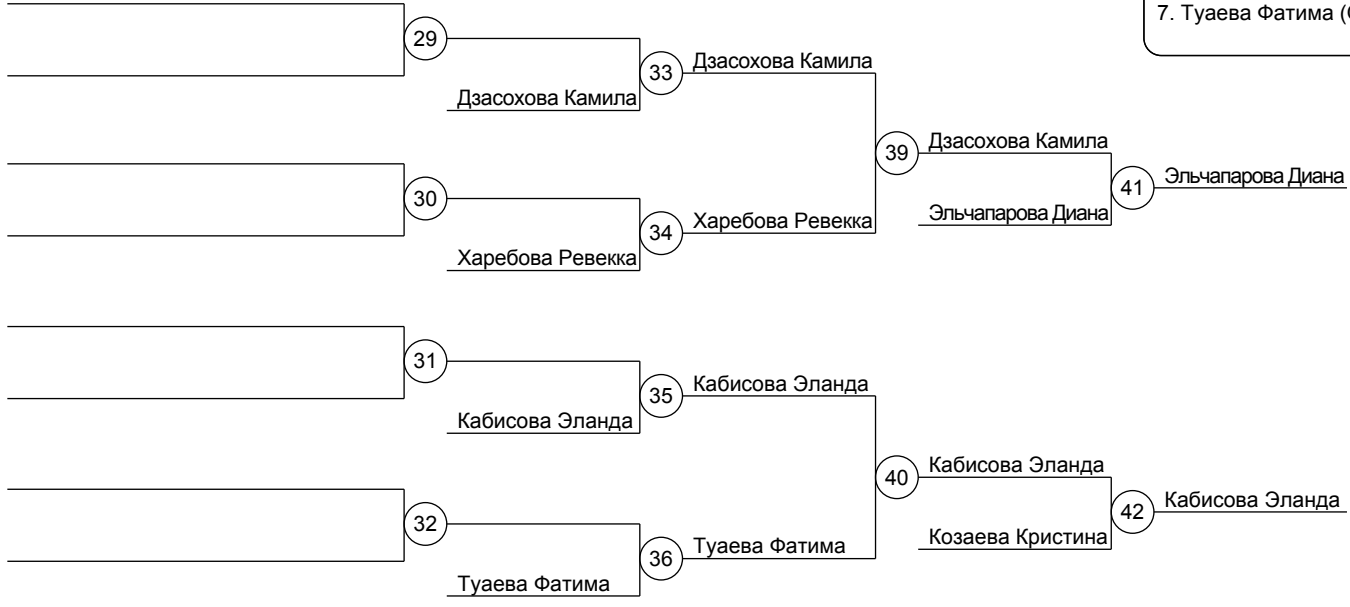 7. Туаева Фатима (
29
33
Дзасохова Камила
Дзасохова Камила
39
Дзасохова Камила
41
Эльчапарова Диана
30
34
Харебова Ревекка
Эльчапарова Диана
Харебова Ревекка
31
35
Кабисова Эланда
Кабисова Эланда
40
Кабисова Эланда
42
Кабисова Эланда
32
36
Туаева Фатима
Козаева Кристина
Туаева Фатима